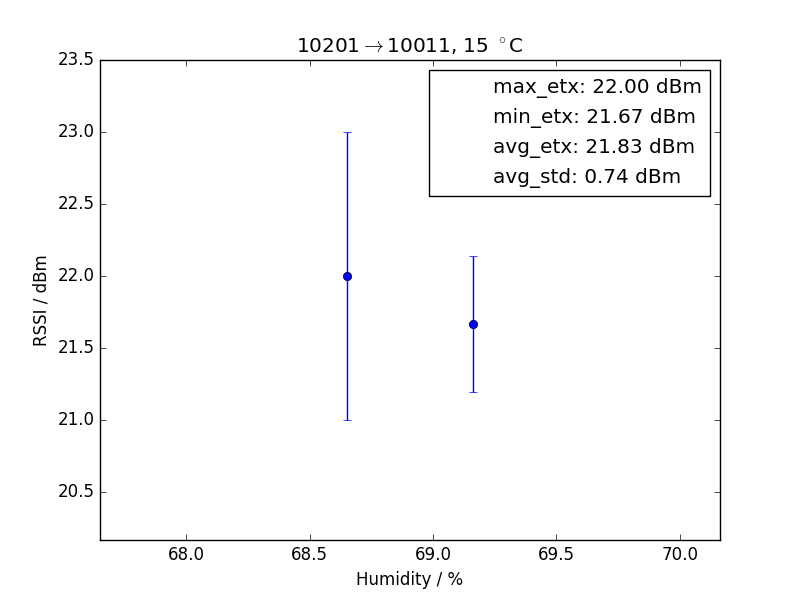 10201→10011, 15 °C
23.5
23.0
22.5
22.0
21.5
21.0
20.5
RSSI / dBm
max_etx: 22.00 dBm
min_etx: 21.67 dBm
avg_etx: 21.83 dBm
avg_std: 0.74 dBm
68.0 68.5 69.0 69.5 70.0
Humidity / %